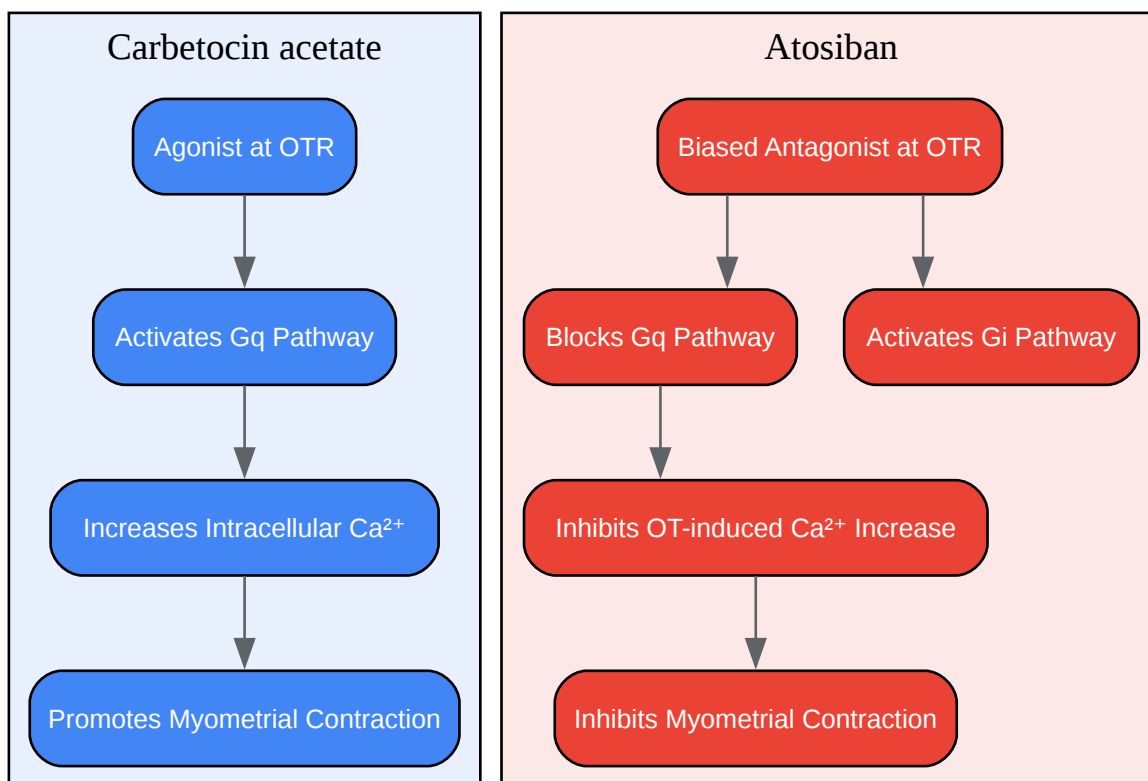 Carbetocin acetate
Agonist at OTR
Activates Gq Pathway
Increases Intracellular Ca²⁺
Promotes Myometrial Contraction
Atosiban
Biased Antagonist at OTR
Blocks Gq Pathway
Activates Gi Pathway
Inhibits OT-induced Ca²⁺ Increase
Inhibits Myometrial Contraction